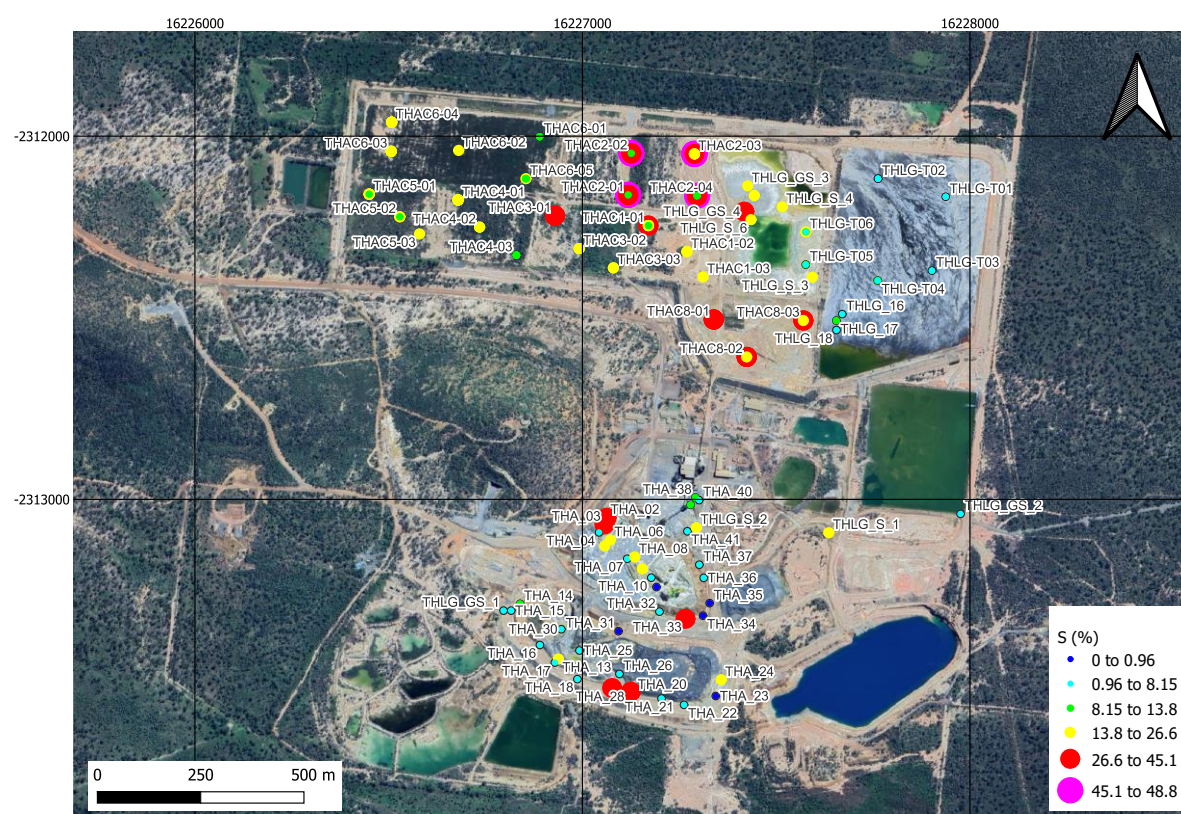 16226000 16227000 16228000
-2312000
-2313000
THAC6-04
THAC6-01
THAC6-03
THAC6-02
THAC2-02
THAC2-03
THAC6-05
THLG-T02
THLG_GS_3
THAC5-01
THAC4-01
THAC2-01
THAC2-04
THLG-T01
THLG_S_4
THAC5-02
THAC3-01
THLG_GS_4
THAC4-02
THAC1-01
THLG_S_6
THLG-T06
THAC5-03
THAC3-02
THAC1-02
THAC4-03
THAC3-03
THLG-T05
THLG-T03
THAC1-03
THLG_S_3
THLG-T04
THAC8-01
THAC8-03
THLG_16
THLG_17
THLG_18
THAC8-02
THA_38
THA_40
THLG_GS_2
THA_02
THA_03
THLG_S_2
THLG_S_1
THA_06
THA_04
THA_41
THA_08
THA_37
THA_07
THA_36
THA_10
THA_35
THA_14
THLG_GS_1
THA_15
THA_32
THA_34
THA_33
THA_31
THA_30
THA_16
THA_25
THA_17
THA_13
THA_26
THA_24
THA_18
THA_20
THA_28
THA_23
THA_21
THA_22
S (%)
0 to 0.96
0.96 to 8.15
8.15 to 13.8
13.8 to 26.6
26.6 to 45.1
45.1 to 48.8
0 250 500 m